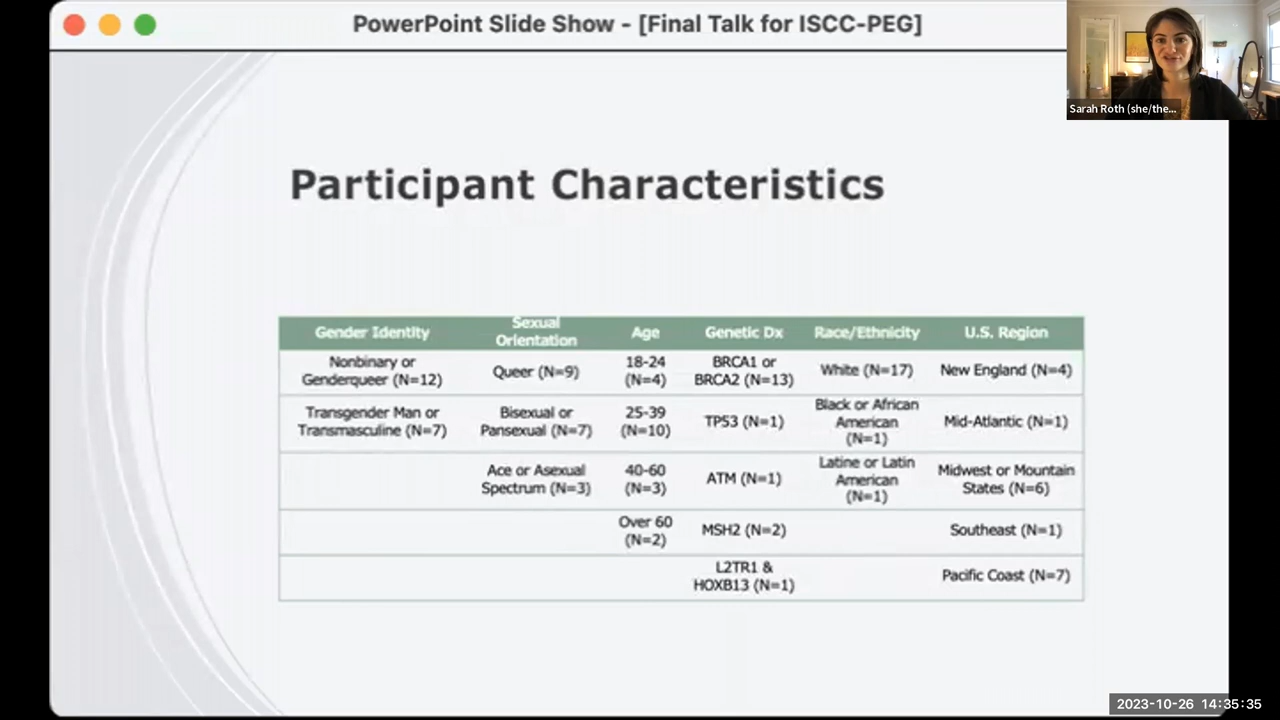 PowerPoint Slide Show - [Final Talk for ISCC-PEG]
Sarah Roth (she/the...
Participant Characteristics
Gender Identity
Sexual
Orientation
Age
Genetic Dx
Race/Ethnicity
U.S. Region
Nonbinary or
Genderqueer (N=12)
Queer (N=9)
18-24
(N=4)
BRCA1 or
BRCA2 (N=13)
White (N=17)
New England (N=4)
Transgender Man or
Transmasculine (N=7)
Bisexual or
Pansexual (N=7)
25-39
(N=10)
TP53 (N=1)
Black or African
American
(N=1)
Mid-Atlantic (N=1)
Ace or Asexual
Spectrum (N=3)
40-60
(N=3)
ATM (N=1)
Latine or Latin
American
(N=1)
Midwest or Mountain
States (N=6)
Over 60
(N=2)
MSH2 (N=2)
Southeast (N=1)
L2TR1 &
HOXB13 (N=1)
Pacific Coast (N=7)
2023-10-26 14:35:35